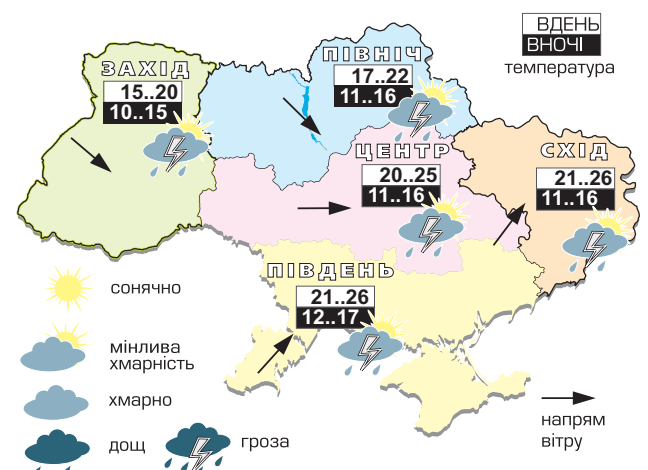 ВДЕНЬ
ВНОЧІ
температура
ЗАХІД
15..20
10..15
ПІВНІЧ
17..22
11..16
ЦЕНТР
20..25
11..16
СХІД
21..26
11..16
ПІВДЕНЬ
21..26
12..17
сонячно
мінлива
хмарність
хмарно
дощ
гроза
напрям
вітру